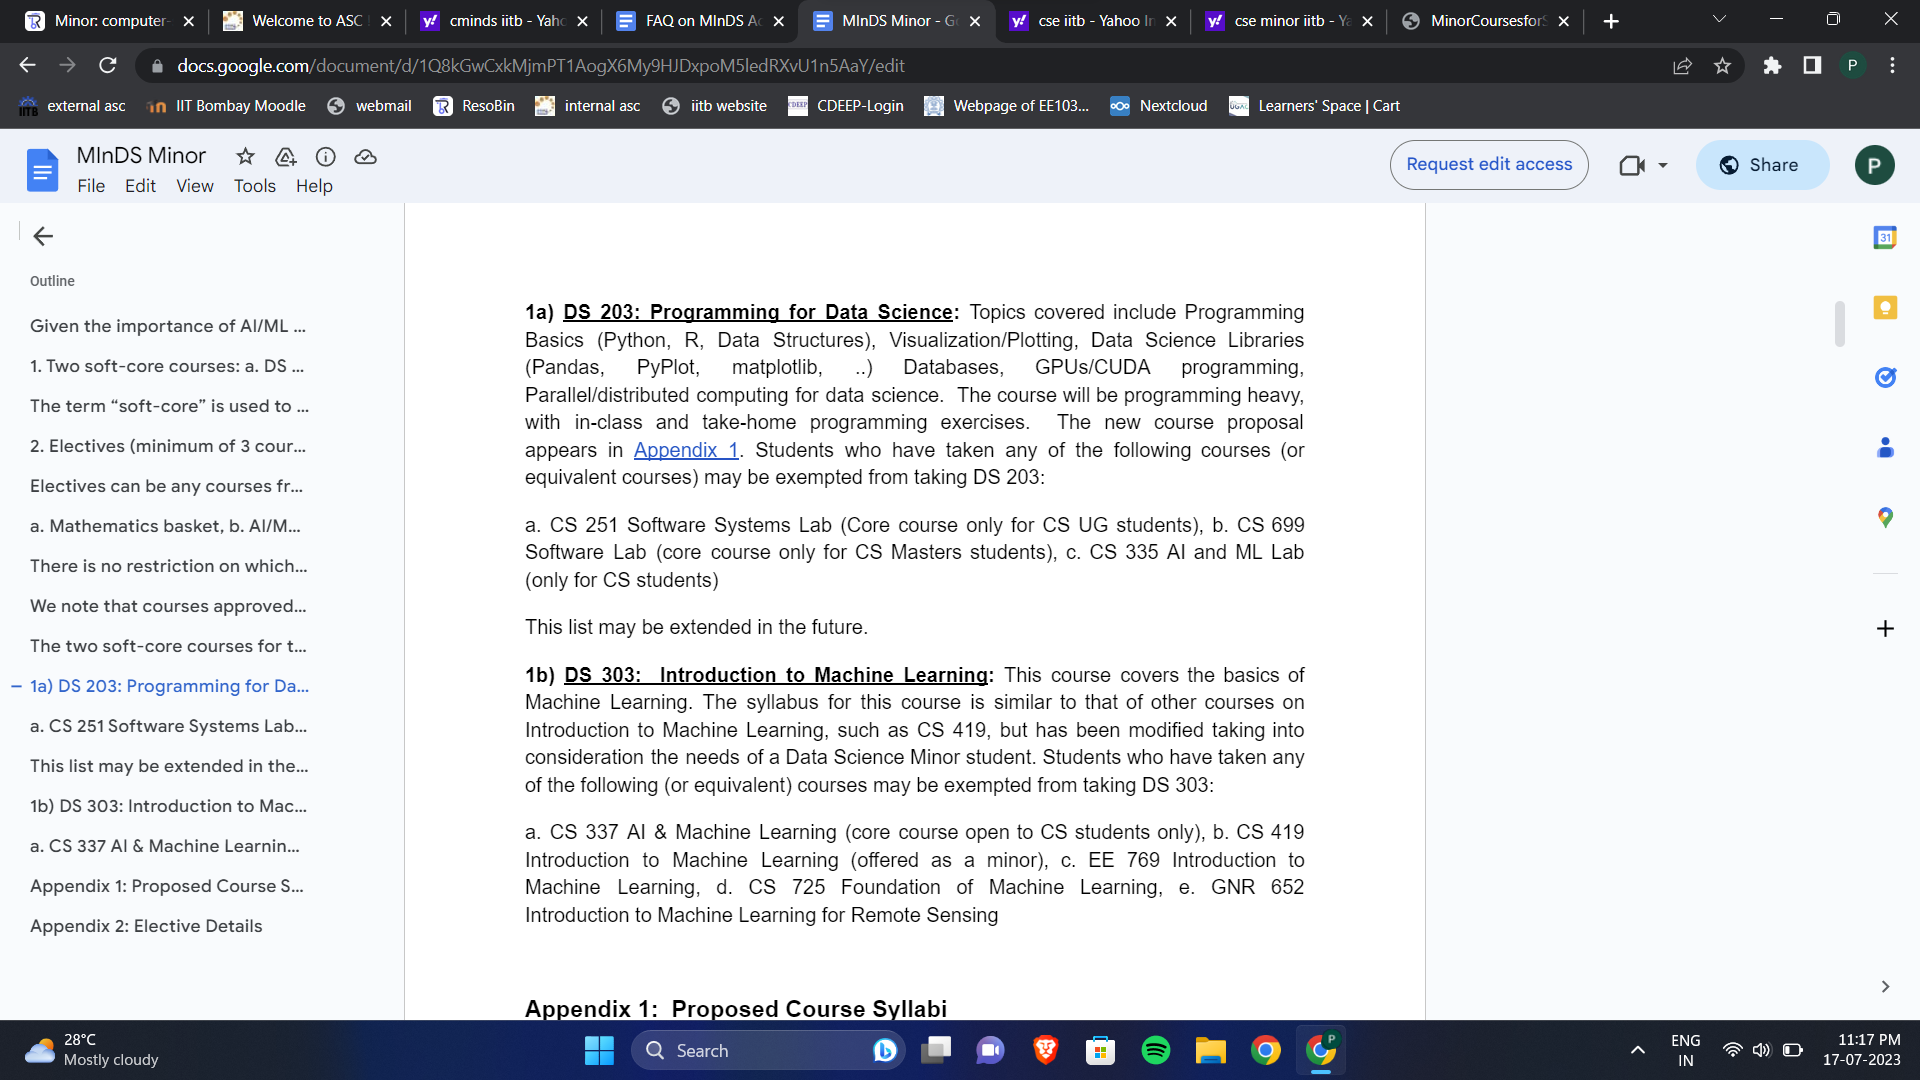 Minor: computer-
Welcome to ASC
cminds iitb - Yaho
FAQ on MInDS Ac
MInDS Minor - Go
cse iitb - Yahoo In
cse minor iitb - Ya
MinorCoursesforS
docs.google.com/document/d/1Q8kGwCxkMjmPT1AogX6My9HJDxpoM5ledRXvU1n5AaY/edit
P
external asc
IIT Bombay Moodle
webmail
ResoBin
internal asc
iitb website
CDEEP-Login
Webpage of EE103...
Nextcloud
Learners' Space | Cart
MInDS Minor
File Edit View Tools Help
Request edit access
Share
P
Outline
Given the importance of AI/ML ...
1. Two soft-core courses: a. DS ...
The term “soft-core” is used to ...
2. Electives (minimum of 3 cour...
Electives can be any courses fr...
a. Mathematics basket, b. AI/M...
There is no restriction on which...
We note that courses approved...
The two soft-core courses for t...
1a) DS 203: Programming for Da...
a. CS 251 Software Systems Lab...
This list may be extended in the...
1b) DS 303: Introduction to Mac...
a. CS 337 AI & Machine Learnin...
Appendix 1: Proposed Course S...
Appendix 2: Elective Details
1a) DS 203: Programming for Data Science: Topics covered include Programming
Basics (Python, R, Data Structures), Visualization/Plotting, Data Science Libraries
(Pandas, PyPlot, matplotlib, ..) Databases, GPUs/CUDA programming,
Parallel/distributed computing for data science. The course will be programming heavy,
with in-class and take-home programming exercises. The new course proposal
appears in Appendix 1. Students who have taken any of the following courses (or
equivalent courses) may be exempted from taking DS 203:
a. CS 251 Software Systems Lab (Core course only for CS UG students), b. CS 699
Software Lab (core course only for CS Masters students), c. CS 335 AI and ML Lab
(only for CS students)
This list may be extended in the future.
1b) DS 303: Introduction to Machine Learning: This course covers the basics of
Machine Learning. The syllabus for this course is similar to that of other courses on
Introduction to Machine Learning, such as CS 419, but has been modified taking into
consideration the needs of a Data Science Minor student. Students who have taken any
of the following (or equivalent) courses may be exempted from taking DS 303:
a. CS 337 AI & Machine Learning (core course open to CS students only), b. CS 419
Introduction to Machine Learning (offered as a minor), c. EE 769 Introduction to
Machine Learning, d. CS 725 Foundation of Machine Learning, e. GNR 652
Introduction to Machine Learning for Remote Sensing
Appendix 1: Proposed Course Syllabi
31
28°C
Mostly cloudy
Search
P
ENG
IN
11:17 PM
17-07-2023